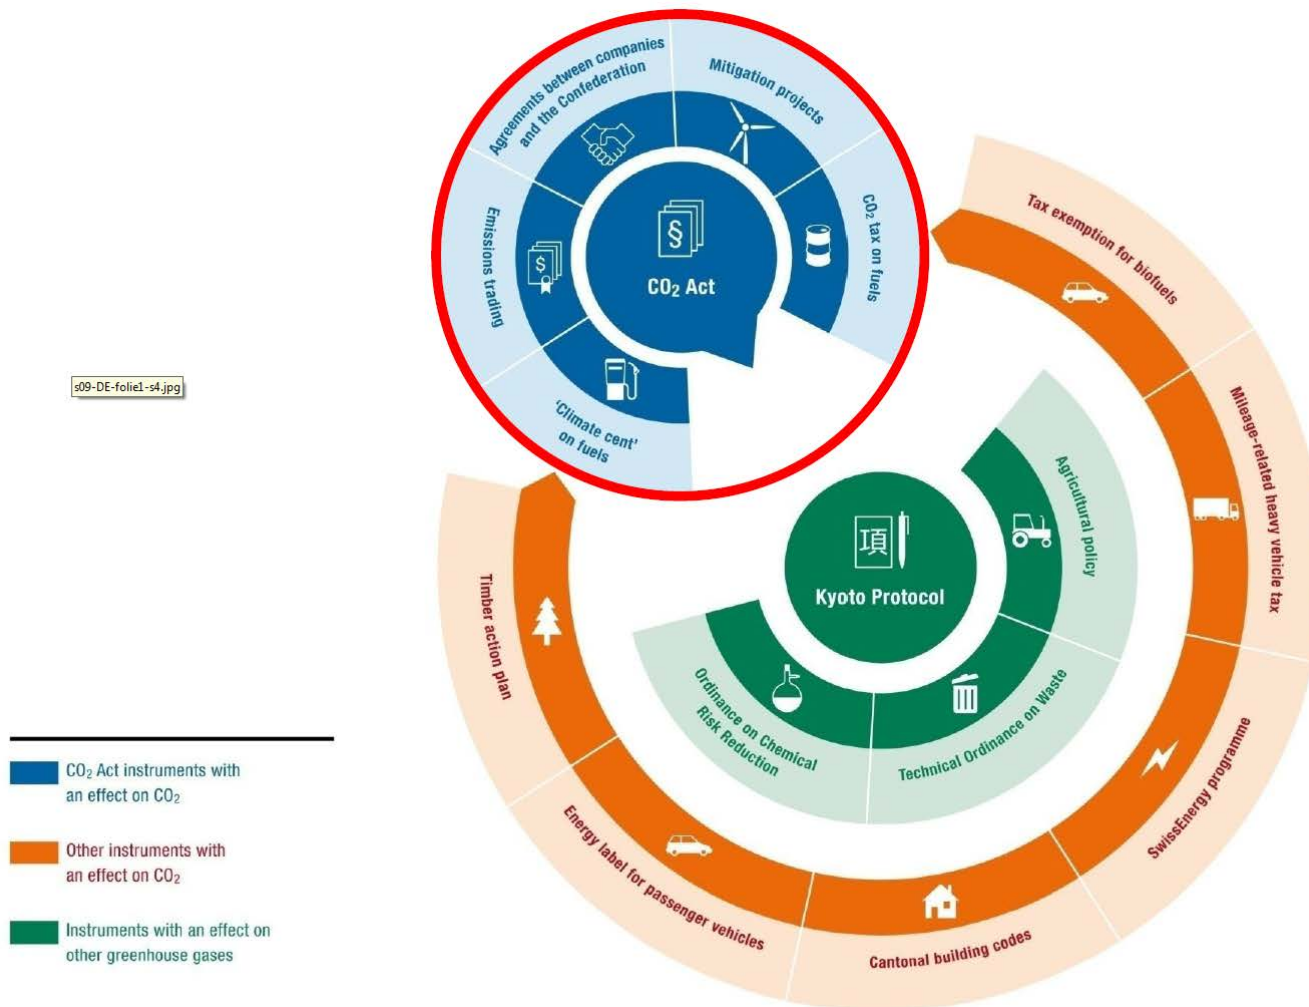 Agreements between companies
and the Confederation
Mitigation projects
CO₂ tax on fuels
Emissions trading
'Climate cent'
on fuels
$
§
CO₂ Act
Tax exemption for biofuels
Mileage-related heavy vehicle tax
SwissEnergy programme
Cantonal building codes
Energy label for passenger vehicles
Timber action plan
項
Kyoto Protocol
Agricultural policy
Technical Ordinance on Waste
Ordinance on Chemical
Risk Reduction
s09-DE-folie1-s4.jpg
CO₂ Act instruments with
an effect on CO₂
Other instruments with
an effect on CO₂
Instruments with an effect on
other greenhouse gases